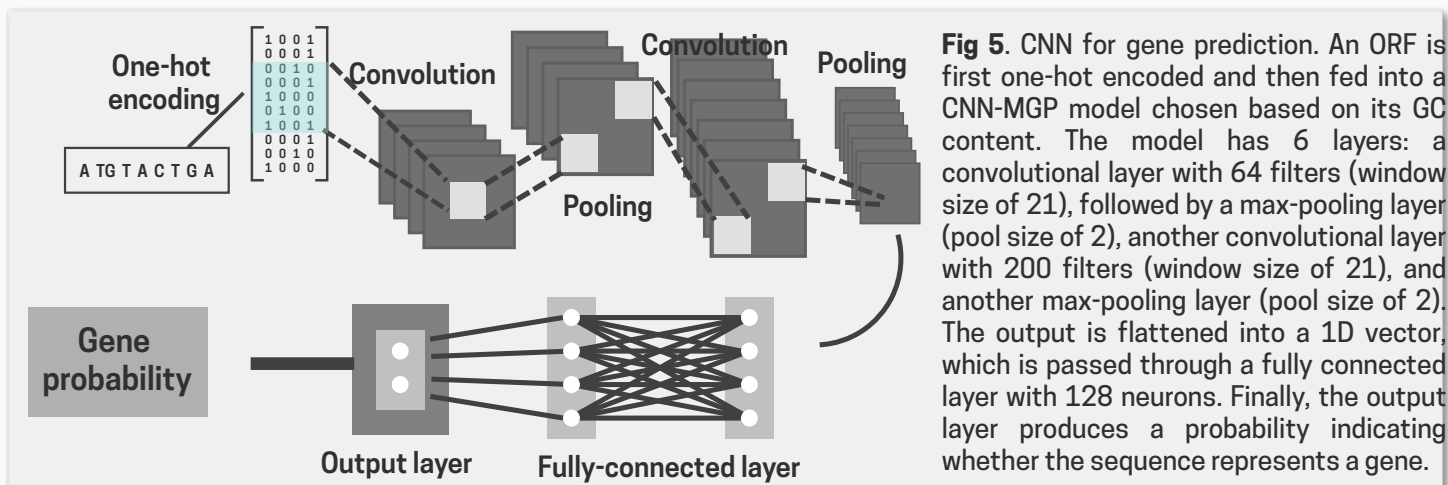 One-hot
encoding
A TG T A C T G A
1 0 0 1
0 0 0 1
0 0 1 0
0 0 0 1
1 0 0 0
0 1 0 0
1 0 0 1
0 0 0 1
0 0 1 0
1 0 0 0
Convolution
Pooling
Convolution
Pooling
Gene
probability
Output layer
Fully-connected layer
Fig 5. CNN for gene prediction. An ORF is
first one-hot encoded and then fed into a
CNN-MGP model chosen based on its GC
content. The model has 6 layers: a
convolutional layer with 64 filters (window
size of 21), followed by a max-pooling layer
(pool size of 2), another convolutional layer
with 200 filters (window size of 21), and
another max-pooling layer (pool size of 2).
The output is flattened into a 1D vector,
which is passed through a fully connected
layer with 128 neurons. Finally, the output
layer produces a probability indicating
whether the sequence represents a gene.